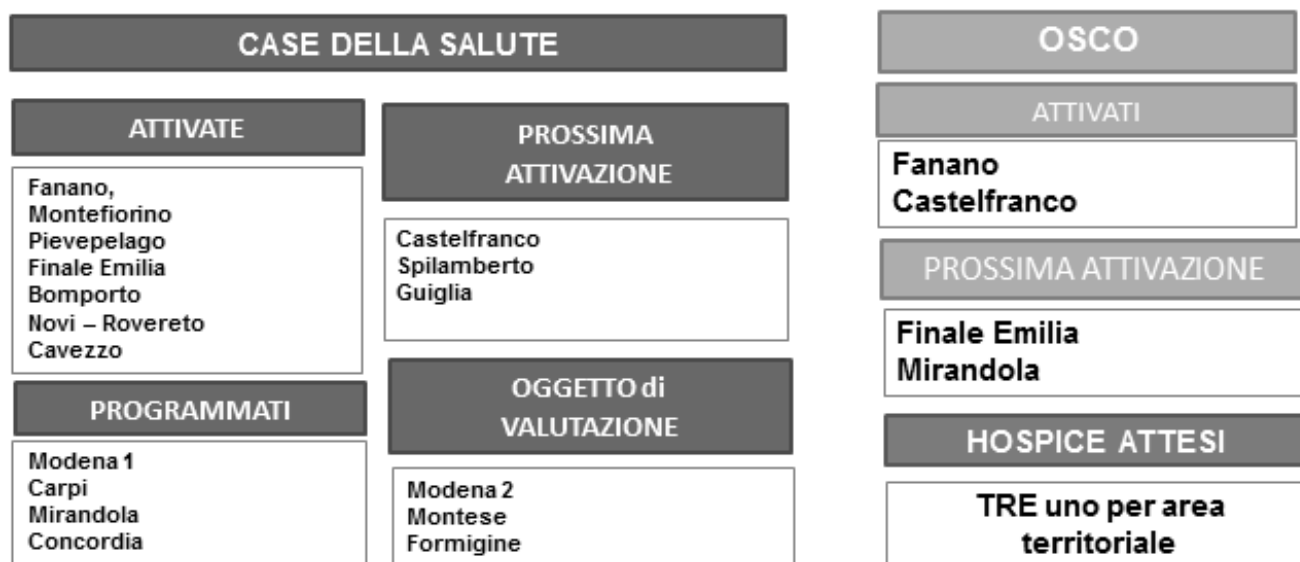 CASE DELLA SALUTE
ATTIVATE
Fanano,
Montefiorino
Pievepelago
Finale Emilia
Bomporto
Novi – Rovereto
Cavezzo
PROGRAMMATI
Modena 1
Carpi
Mirandola
Concordia
PROSSIMA
ATTIVAZIONE
Castelfranco
Spilamberto
Guiglia
OGGETTO di
VALUTAZIONE
Modena 2
Montese
Formigine
OSCO
ATTIVATI
Fanano
Castelfranco
PROSSIMA ATTIVAZIONE
Finale Emilia
Mirandola
HOSPICE ATTESI
TRE uno per area
territoriale